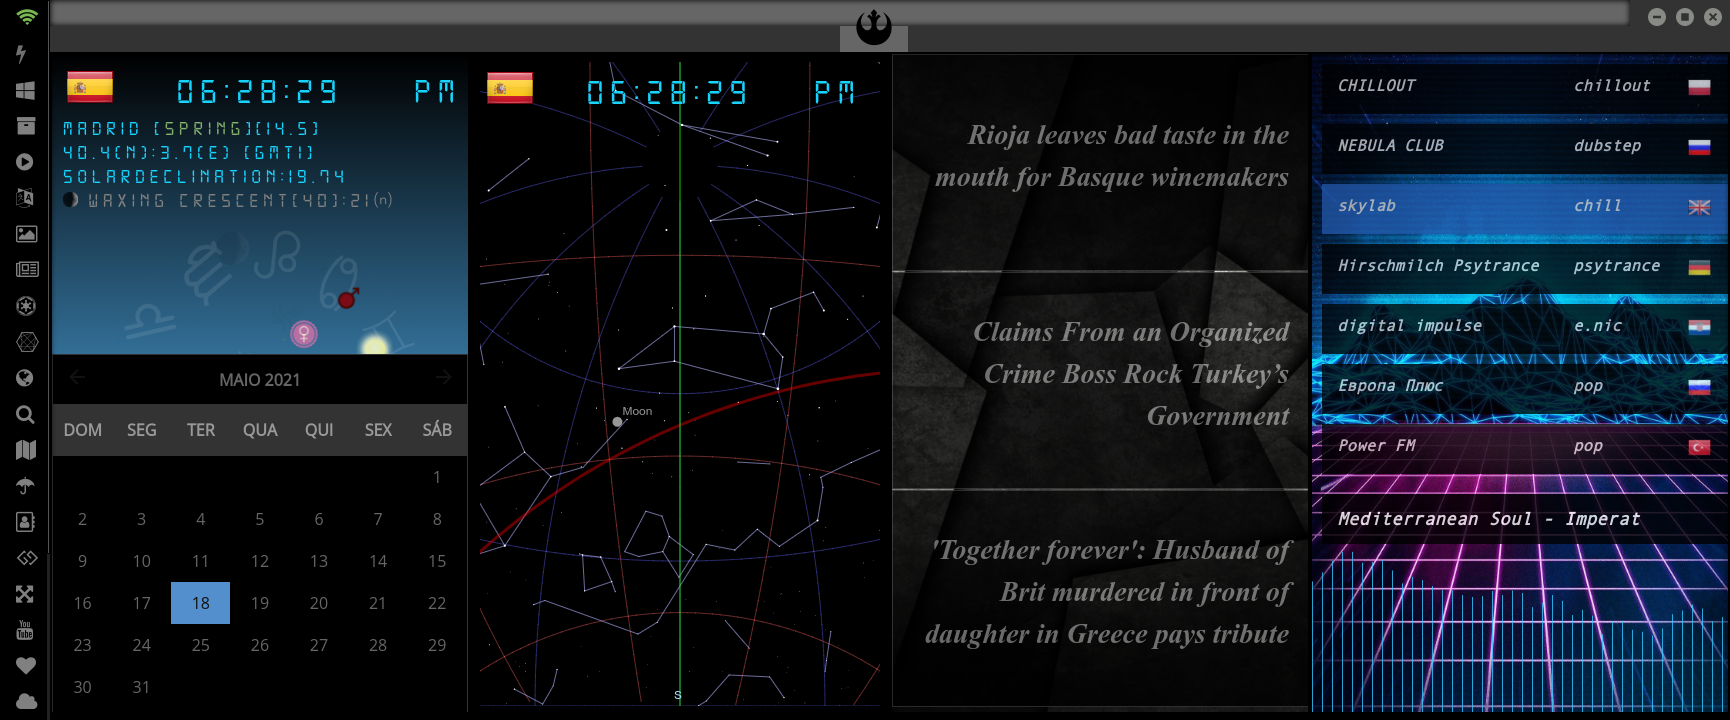 06:28:29 PM
MADRID [SPRING][14.5]
40.4(N):3.7(E) [GMT1]
SOLARDECLINATION:19.74
WAXING CRESCENT[40]:21(n)
MAIO 2021
DOM SEG TER QUA QUI SEX SÁB
1
2 3 4 5 6 7 8
9 10 11 12 13 14 15
16 17 18 19 20 21 22
23 24 25 26 27 28 29
30 31
06:28:29 PM
Moon
S
Rioja leaves bad taste in the
mouth for Basque winemakers
Claims From an Organized
Crime Boss Rock Turkey’s
Government
'Together forever': Husband of
Brit murdered in front of
daughter in Greece pays tribute
CHILLOUT chillout
NEBULA CLUB dubstep
skylab chill
Hirschmilch Psytrance psytrance
digital impulse e.nic
Европа Плюс pop
Power FM pop
Mediterranean Soul - Imperat
You
Tube